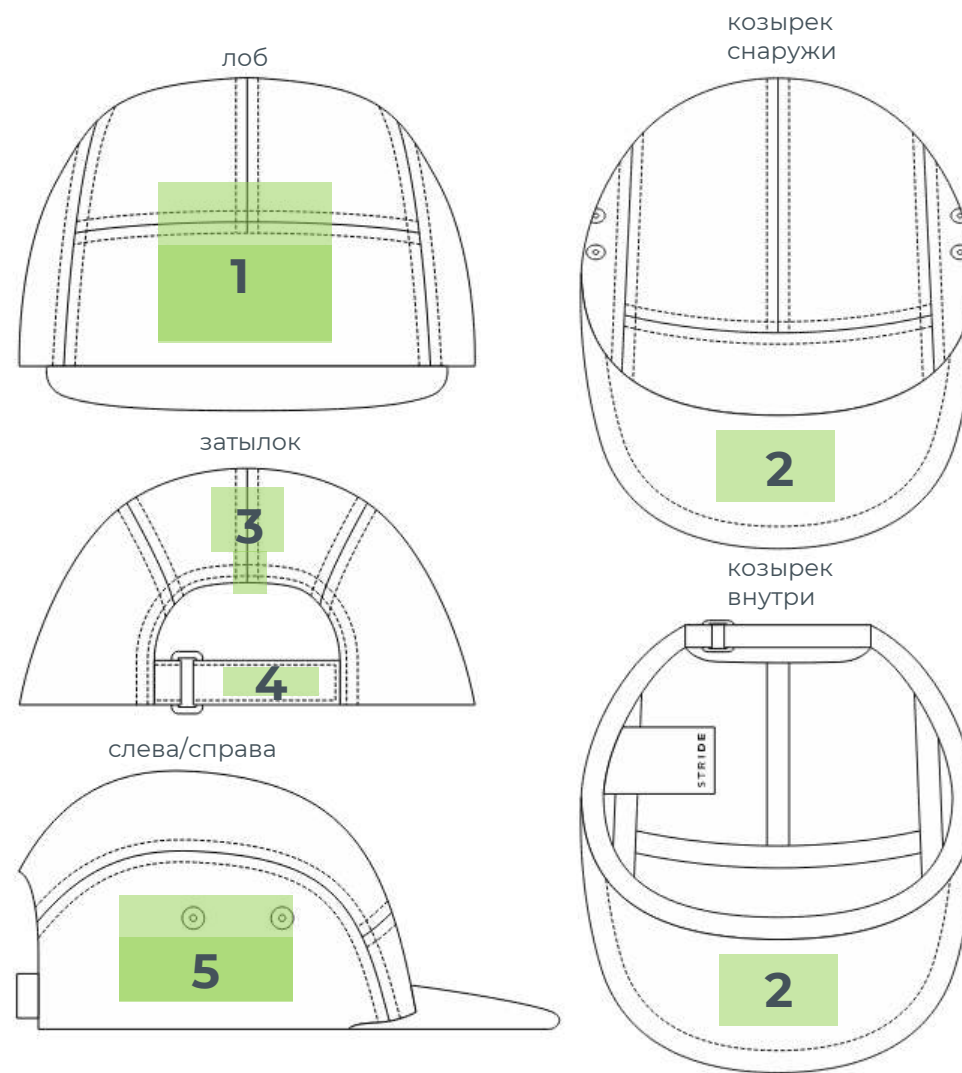 лоб
1
козырек
снаружи
2
затылок
3
4
козырек
внутри
STRIDE
2
слева/справа
5